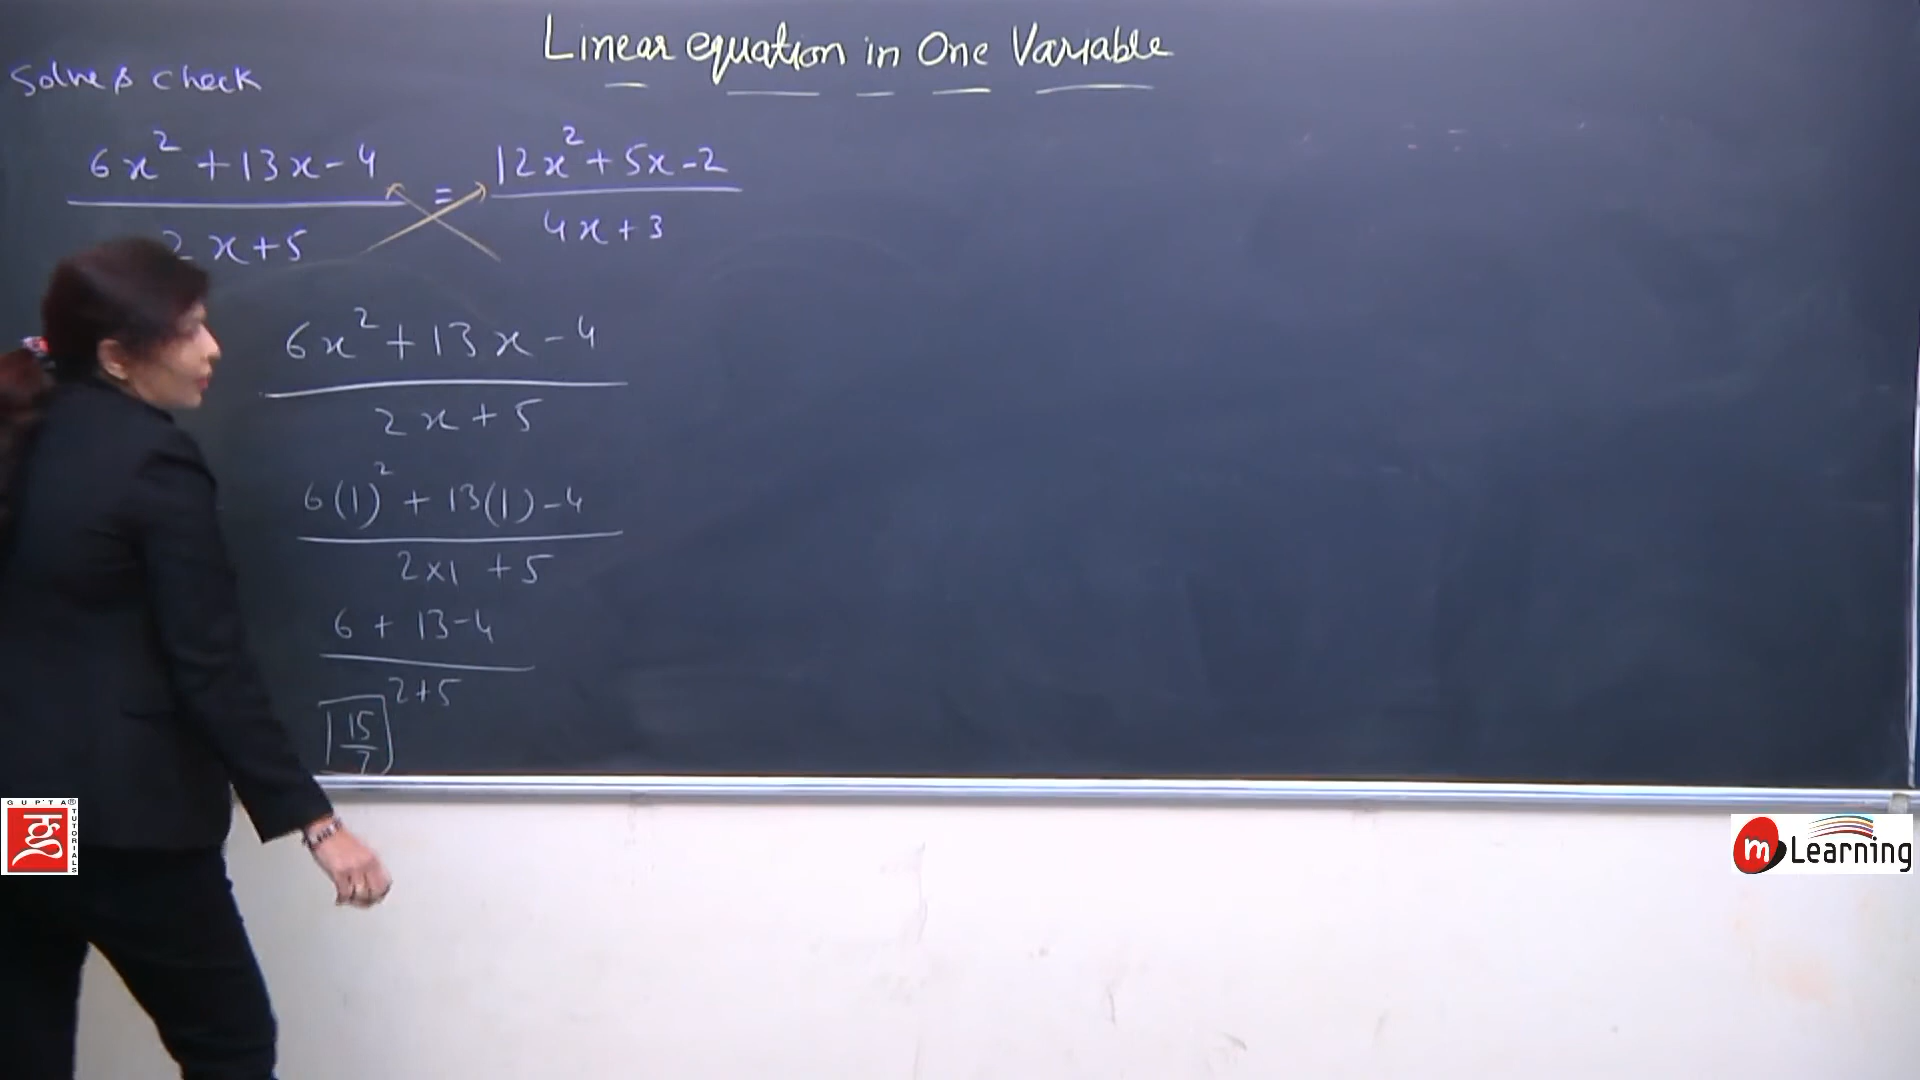 Linear equation in One Variable
Solve & check
6x² + 13x - 4 = 12x² + 5x - 2
2x + 5 4x + 3
6x² + 13x - 4
2x + 5
6(1)² + 13(1) - 4
2×1 + 5
6 + 13 - 4
2 + 5
15
7
GUPTA®
TUTORIALS
m Learning